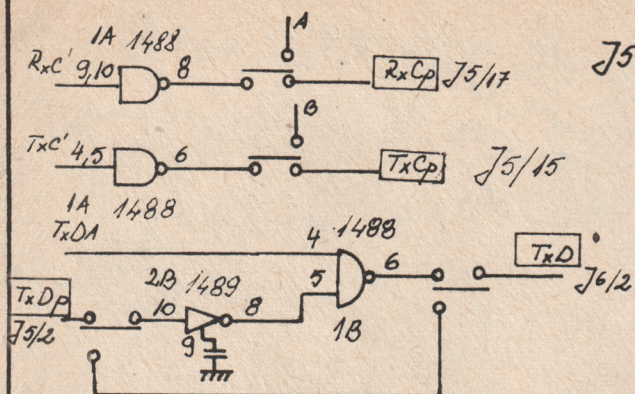 A
1A 1488
J5
RxC'
9,10
8
RxCp
J5/17
B
TxC'
4,5
6
TxCp
J5/15
1A 1488
TxDA
4
1488
5
6
TxD
J6/2
TxDp
J5/2
2B 1489
10
8
9
1B